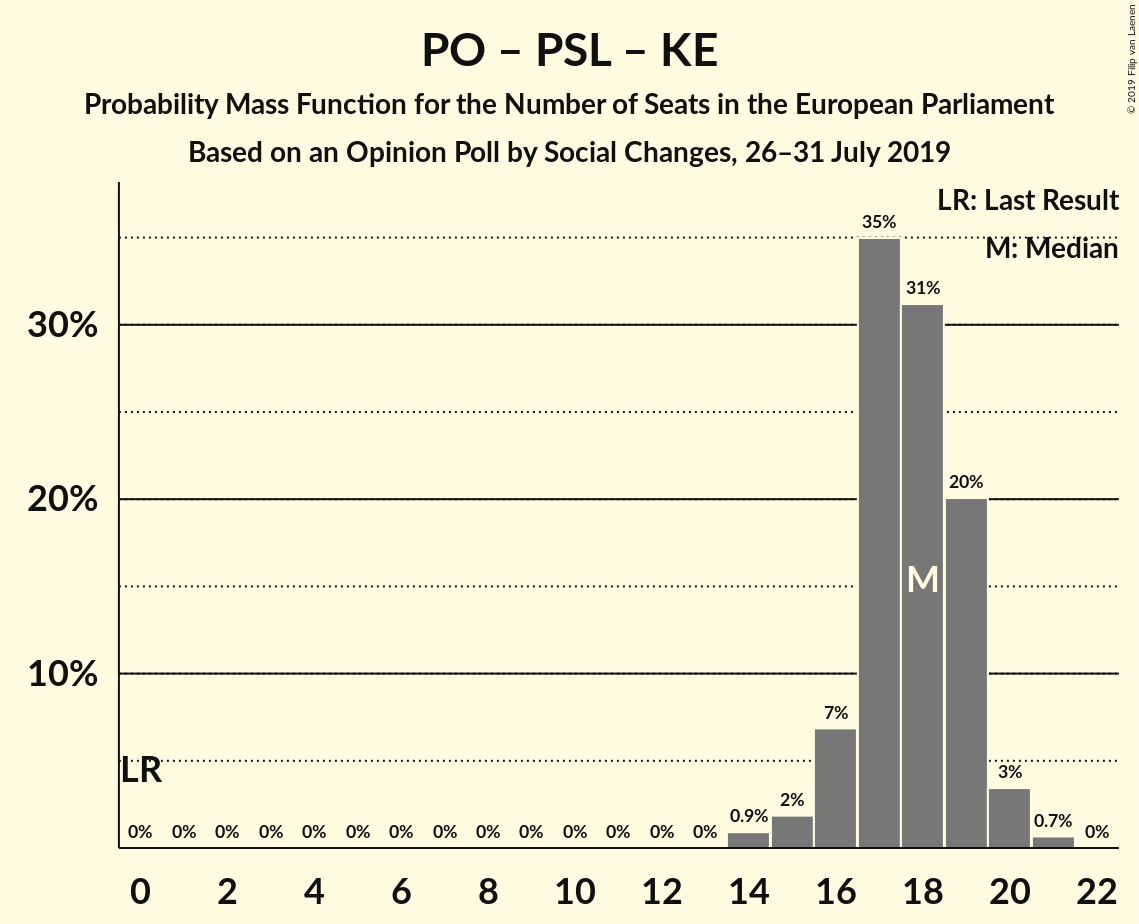 PO – PSL – KE
Probability Mass Function for the Number of Seats in the European Parliament
Based on an Opinion Poll by Social Changes, 26–31 July 2019
© 2019 Filip van Laenen
LR: Last Result
M: Median
35%
31%
30%
20%
20%
M
10%
7%
LR
3%
2%
0.9%
0.7%
0% 0% 0% 0% 0% 0% 0% 0% 0% 0% 0% 0% 0% 0% 0%
0 2 4 6 8 10 12 14 16 18 20 22